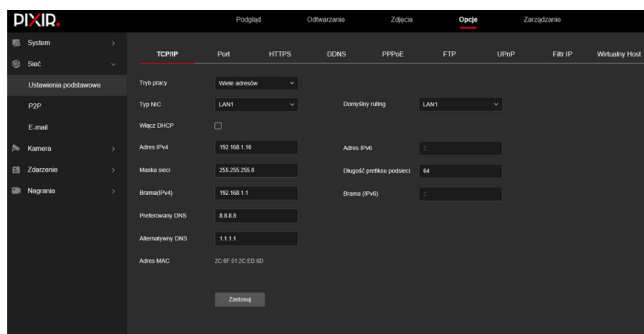 PIXIR.
Podgląd Odtwarzanie Zdjęcia Opcje Zarządzanie
System
Sieć
Ustawienia podstawowe
P2P
E-mail
Kamera
Zdarzenie
Nagranie
TCP/IP Port HTTPS DDNS PPPoE FTP UPnP Filtr IP Wirtualny Host
Tryb pracy Wiele adresów
Typ NIC LAN1 Domyślny ruting LAN1
Włącz DHCP
Adres IPv4 192.168.1.10 Adres IPv6 ::
Maska sieci 255.255.255.0 Długość prefiksu podsieci 64
Brama(IPv4) 192.168.1.1 Brama (IPv6) ::
Preferowany DNS 8.8.8.8
Alternatywny DNS 1.1.1.1
Adres MAC 2C:6F:51:2C:ED:6D
Zastosuj